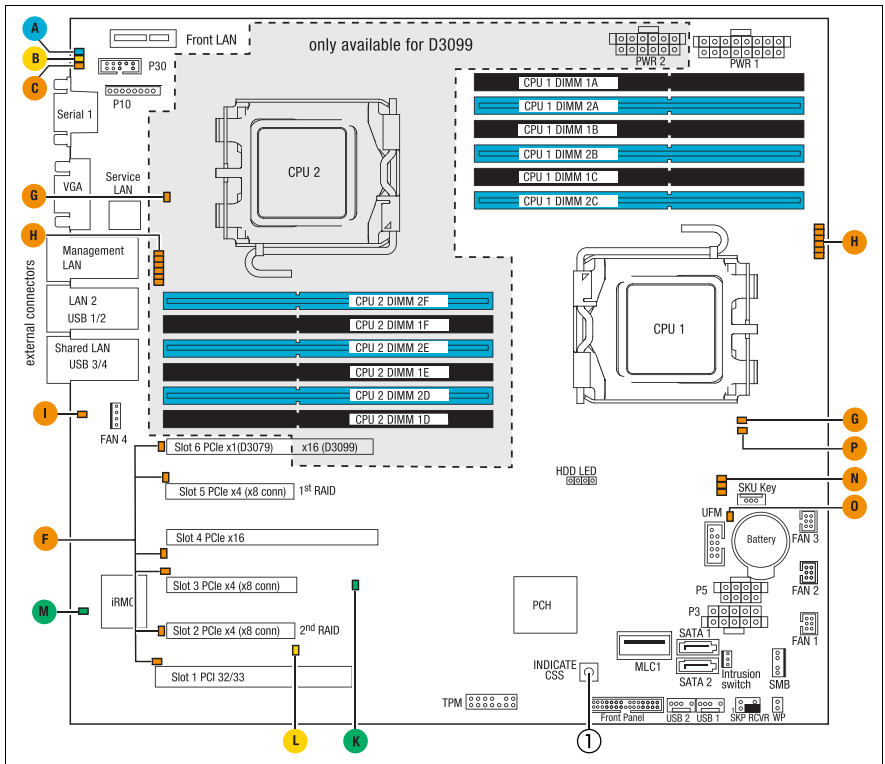 A
B
C
Front LAN
P30
P10
only available for D3099
PWR 2
PWR 1
CPU 1 DIMM 1A
CPU 1 DIMM 2A
CPU 1 DIMM 1B
CPU 1 DIMM 2B
CPU 1 DIMM 1C
CPU 1 DIMM 2C
Serial 1
VGA
Service
LAN
CPU 2
G
H
H
external connectors
Management
LAN
LAN 2
USB 1/2
Shared LAN
USB 3/4
CPU 2 DIMM 2F
CPU 2 DIMM 1F
CPU 2 DIMM 2E
CPU 2 DIMM 1E
CPU 2 DIMM 2D
CPU 2 DIMM 1D
CPU 1
I
FAN 4
G
P
N
O
Slot 6 PCIe x1(D3079) x16 (D3099)
Slot 5 PCIe x4 (x8 conn) 1st RAID
Slot 4 PCIe x16
Slot 3 PCIe x4 (x8 conn)
Slot 2 PCIe x4 (x8 conn) 2nd RAID
Slot 1 PCI 32/33
F
M
iRMC
HDD LED
SKU Key
UFM
Battery
FAN 3
FAN 2
FAN 1
P5
P3
PCH
MLC1
SATA 1
SATA 2
Intrusion
switch
SMB
INDICATE
CSS
TPM
Front Panel
USB 2
USB 1
1
SKP RCVR
WP
L
K
1